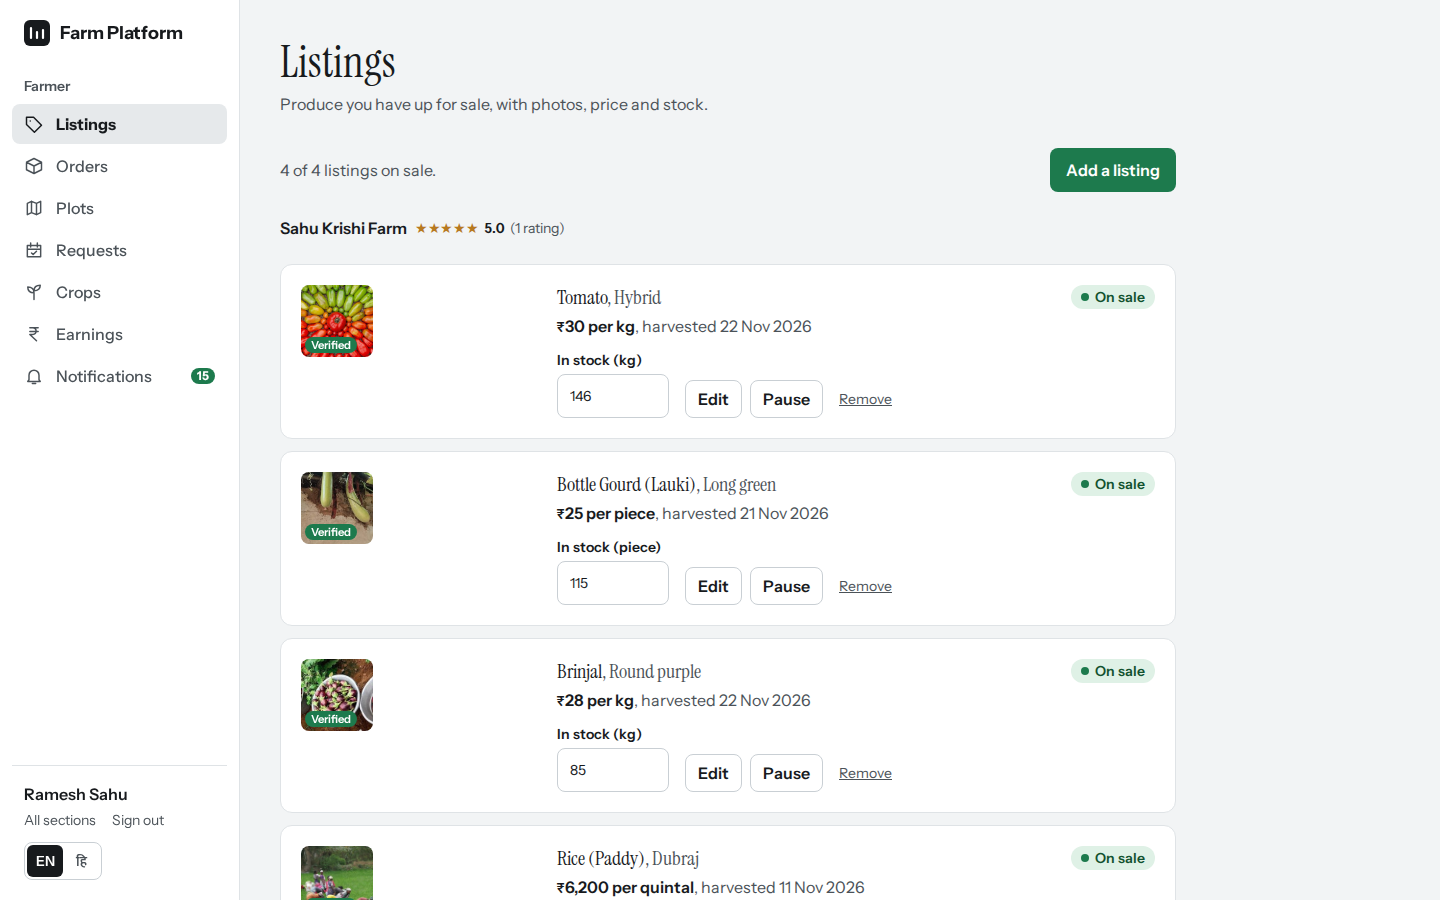 Farm Platform
Farmer
Listings
Orders
Plots
Requests
Crops
Earnings
Notifications 15
Ramesh Sahu
All sections Sign out
EN हि
Listings
Produce you have up for sale, with photos, price and stock.
4 of 4 listings on sale.
Add a listing
Sahu Krishi Farm ★★★★★ 5.0 (1 rating)
Verified
Tomato, Hybrid
On sale
₹30 per kg, harvested 22 Nov 2026
In stock (kg)
146 Edit Pause Remove
Verified
Bottle Gourd (Lauki), Long green
On sale
₹25 per piece, harvested 21 Nov 2026
In stock (piece)
115 Edit Pause Remove
Verified
Brinjal, Round purple
On sale
₹28 per kg, harvested 22 Nov 2026
In stock (kg)
85 Edit Pause Remove
Rice (Paddy), Dubraj
On sale
₹6,200 per quintal, harvested 11 Nov 2026